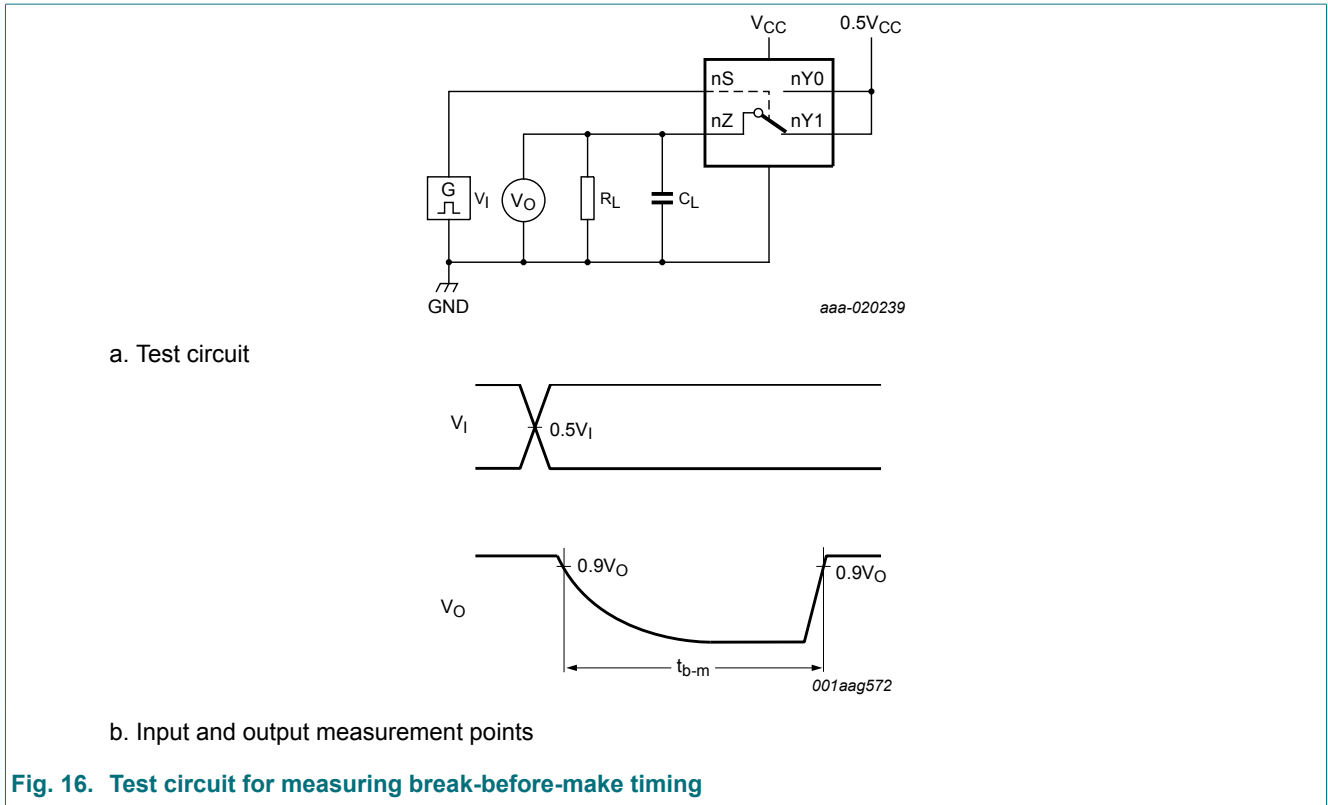 VCC 0.5VCC
nS nY0
nZ nY1
G VI VO RL CL
GND
aaa-020239
a. Test circuit
VI 0.5VI
0.9VO 0.9VO
VO
tb-m
001aag572
b. Input and output measurement points
Fig. 16. Test circuit for measuring break-before-make timing